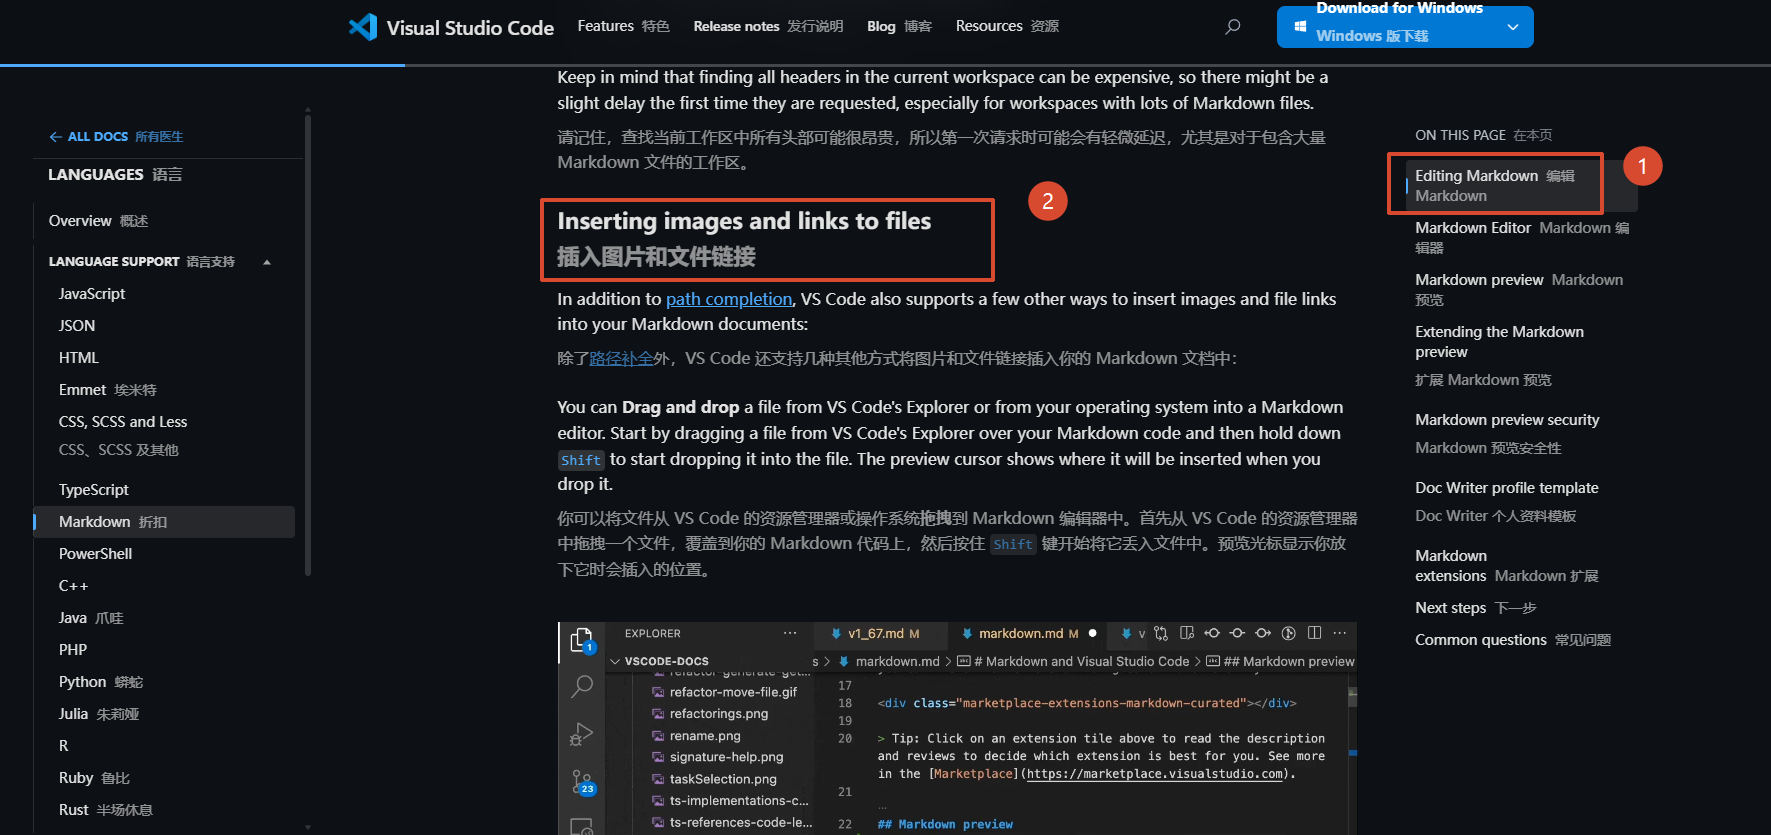 Visual Studio Code
Features 特色
Release notes 发行说明
Blog 博客
Resources 资源
Download for Windows
Windows 版下载
← ALL DOCS 所有医生
LANGUAGES 语言
Overview 概述
LANGUAGE SUPPORT 语言支持
JavaScript
JSON
HTML
Emmet 埃米特
CSS, SCSS and Less
CSS、SCSS 及其他
TypeScript
Markdown 折扣
PowerShell
C++
Java 爪哇
PHP
Python 蟒蛇
Julia 朱莉娅
R
Ruby 鲁比
Rust 半场休息
Keep in mind that finding all headers in the current workspace can be expensive, so there might be a
slight delay the first time they are requested, especially for workspaces with lots of Markdown files.
请记住，查找当前工作区中所有头部可能很昂贵，所以第一次请求时可能会有轻微延迟，尤其是对于包含大量
Markdown 文件的工作区。
2
Inserting images and links to files
插入图片和文件链接
In addition to path completion, VS Code also supports a few other ways to insert images and file links
into your Markdown documents:
除了路径补全外，VS Code 还支持几种其他方式将图片和文件链接插入你的 Markdown 文档中：
You can Drag and drop a file from VS Code's Explorer or from your operating system into a Markdown
editor. Start by dragging a file from VS Code's Explorer over your Markdown code and then hold down
Shift to start dropping it into the file. The preview cursor shows where it will be inserted when you
drop it.
你可以将文件从 VS Code 的资源管理器或操作系统拖拽到 Markdown 编辑器中。首先从 VS Code 的资源管理器
中拖拽一个文件，覆盖到你的 Markdown 代码上，然后按住 Shift 键开始将它丢入文件中。预览光标显示你放
下它时会插入的位置。
1
23
EXPLORER ···
VSCODE-DOCS
refactor-generate-get...
refactor-move-file.gif
refactorings.png
rename.png
signature-help.png
taskSelection.png
ts-implementations-c...
ts-references-code-le...
v1_67.md M
markdown.md M
v
···
s > markdown.md > # Markdown and Visual Studio Code > ## Markdown preview
17
18 <div class="marketplace-extensions-markdown-curated"></div>
19
20 > Tip: Click on an extension tile above to read the description
and reviews to decide which extension is best for you. See more
in the [Marketplace](https://marketplace.visualstudio.com).
21
…
22 ## Markdown preview
ON THIS PAGE 在本页
1
Editing Markdown 编辑
Markdown
Markdown Editor Markdown 编
辑器
Markdown preview Markdown
预览
Extending the Markdown
preview
扩展 Markdown 预览
Markdown preview security
Markdown 预览安全性
Doc Writer profile template
Doc Writer 个人资料模板
Markdown
extensions Markdown 扩展
Next steps 下一步
Common questions 常见问题